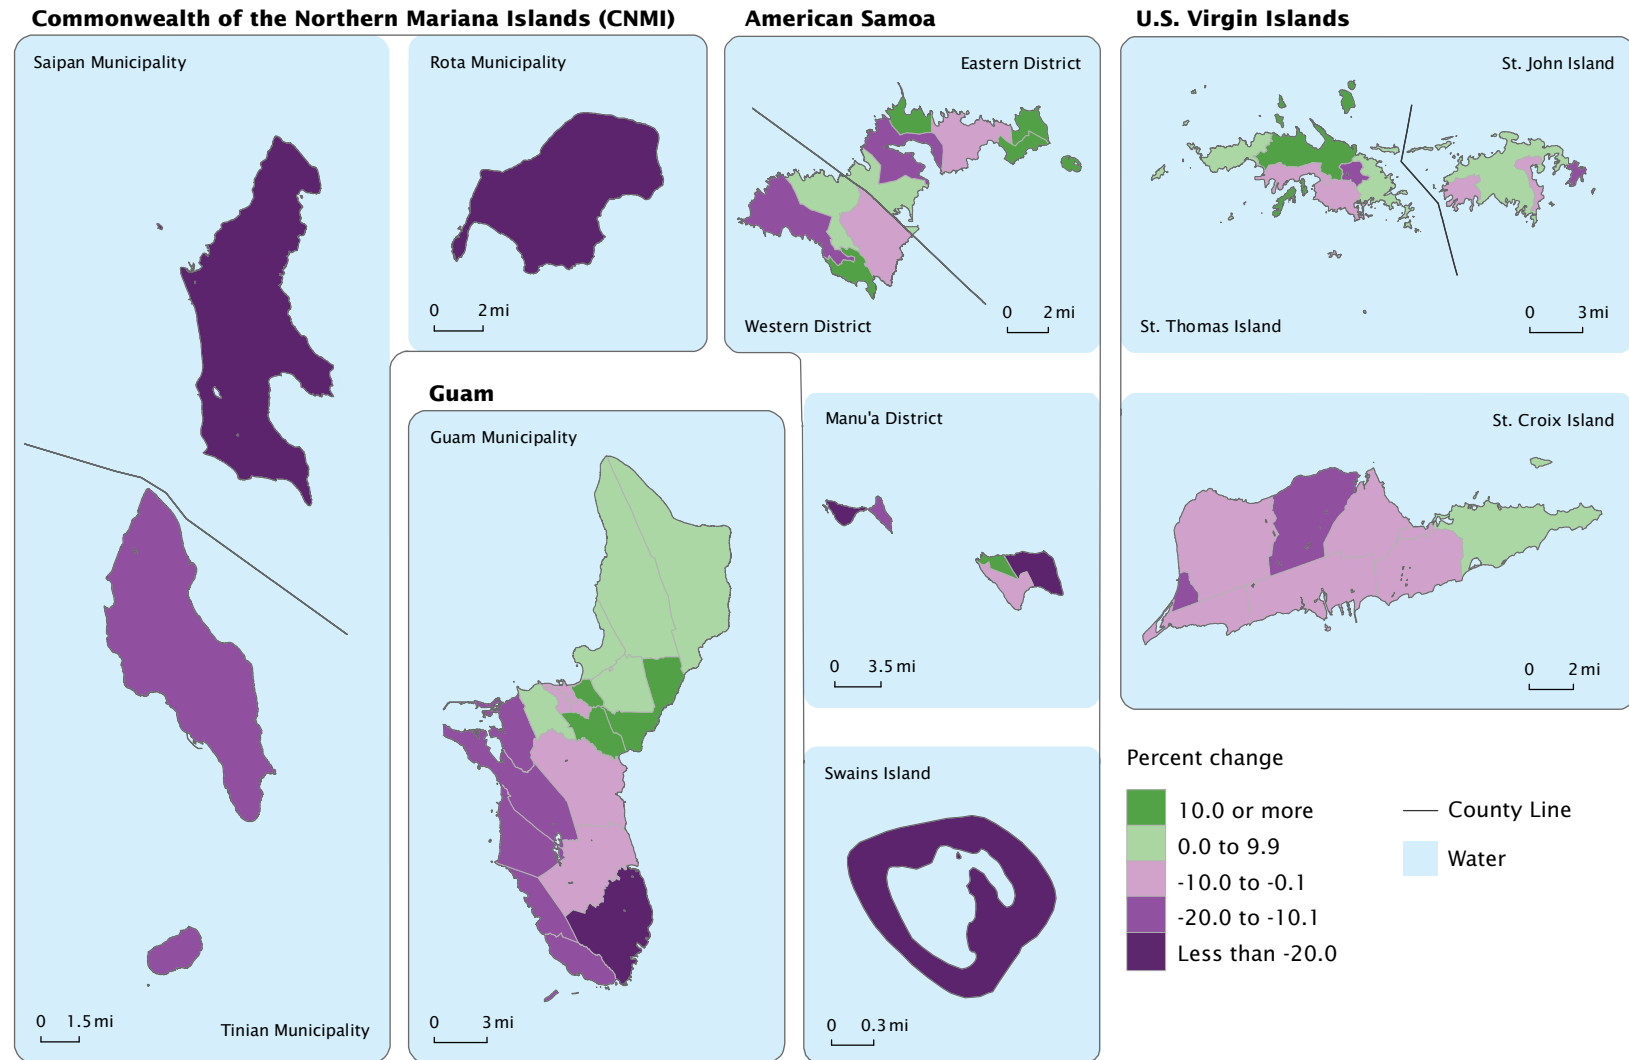 Commonwealth of the Northern Mariana Islands (CNMI)
Saipan Municipality
0 1.5 mi
Tinian Municipality
Rota Municipality
0 2 mi
Guam
Guam Municipality
0 3 mi
American Samoa
Eastern District
Western District
0 2 mi
Manu'a District
0 3.5 mi
Swains Island
0 0.3 mi
U.S. Virgin Islands
St. John Island
St. Thomas Island
0 3 mi
St. Croix Island
0 2 mi
Percent change
10.0 or more
0.0 to 9.9
-10.0 to -0.1
-20.0 to -10.1
Less than -20.0
County Line
Water